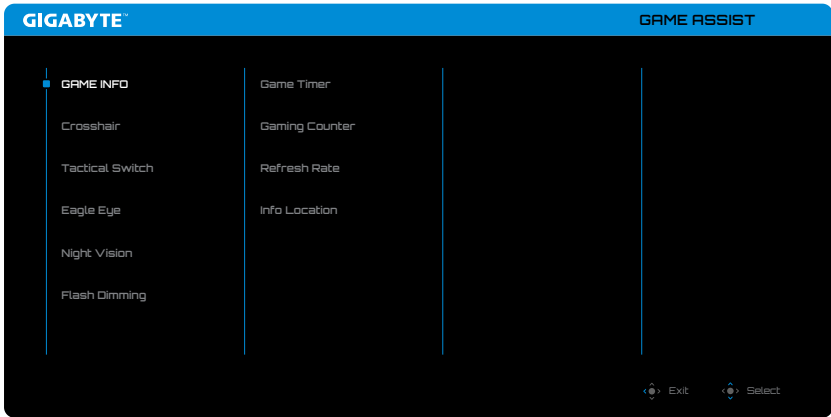 GIGABYTE™
GAME ASSIST
GAME INFO
Crosshair
Tactical Switch
Eagle Eye
Night Vision
Flash Dimming
Game Timer
Gaming Counter
Refresh Rate
Info Location
Exit
Select